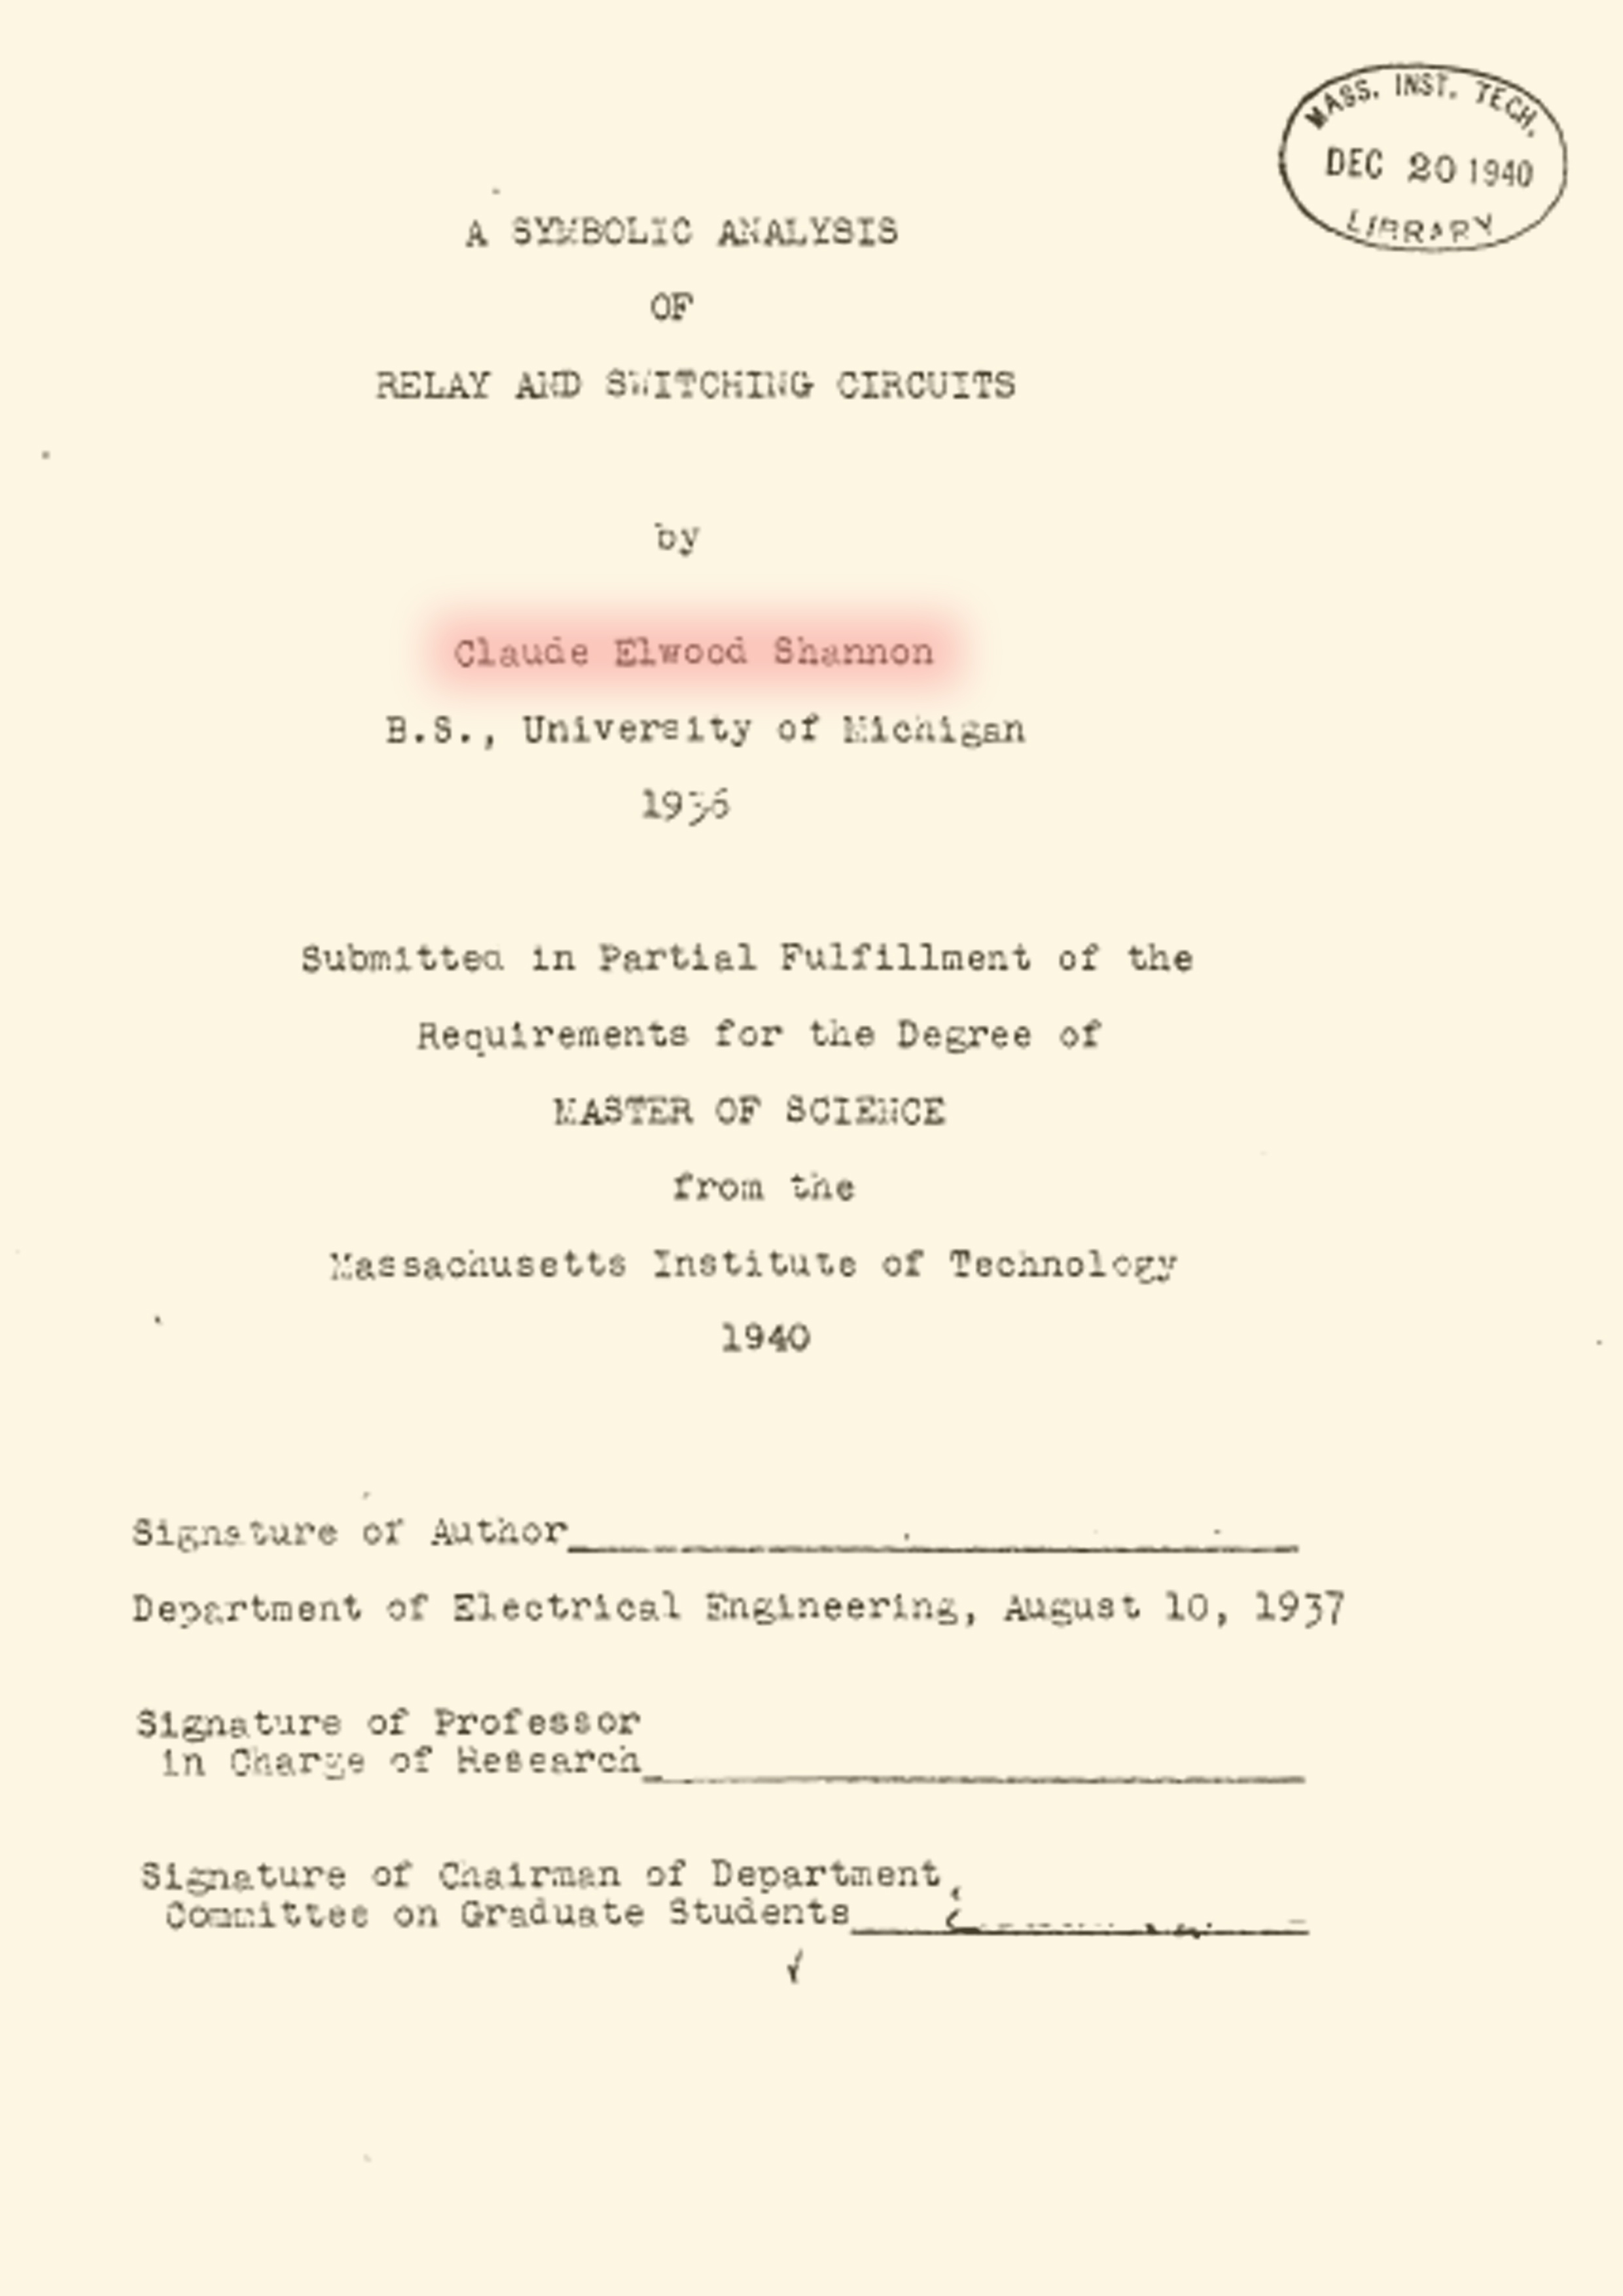 MASS. INST. TECH.
DEC 20 1940
LIBRARY
A SYMBOLIC ANALYSIS
OF
RELAY AND SWITCHING CIRCUITS
by
Claude Elwood Shannon
B.S., University of Michigan
1936
Submitted in Partial Fulfillment of the
Requirements for the Degree of
MASTER OF SCIENCE
from the
Massachusetts Institute of Technology
1940
Signature of Author
Department of Electrical Engineering, August 10, 1937
Signature of Professor
in Charge of Research
Signature of Chairman of Department
Committee on Graduate Students